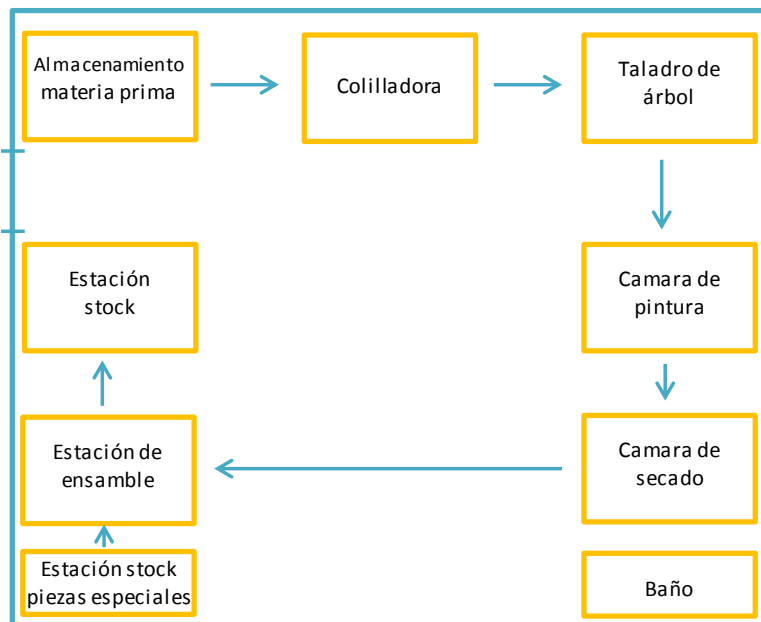 Almacenamiento
materia prima
Colilladora
Taladro de
árbol
Estación
stock
Camara de
pintura
Estación de
ensamble
Camara de
secado
Estación stock
piezas especiales
Baño